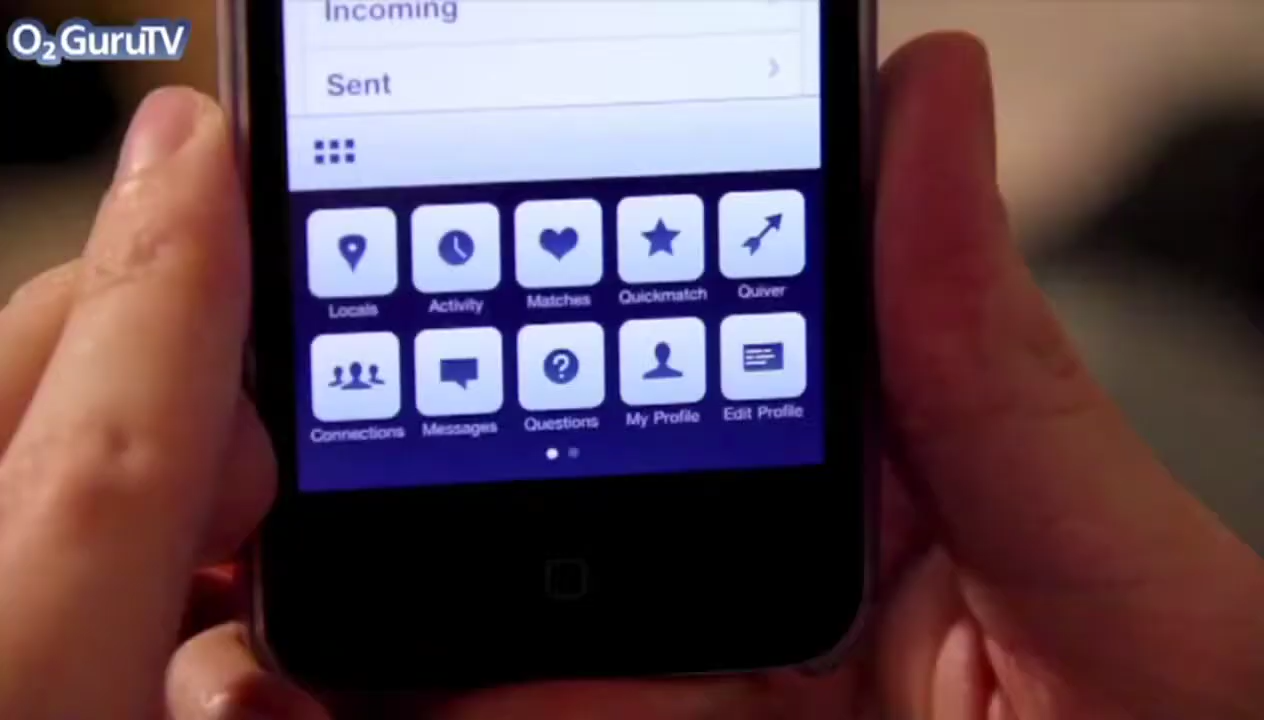 O2GuruTV
Incoming
Sent
Locals
Activity
Matches
Quickmatch
Quiver
Connections
Messages
Questions
My Profile
Edit Profile